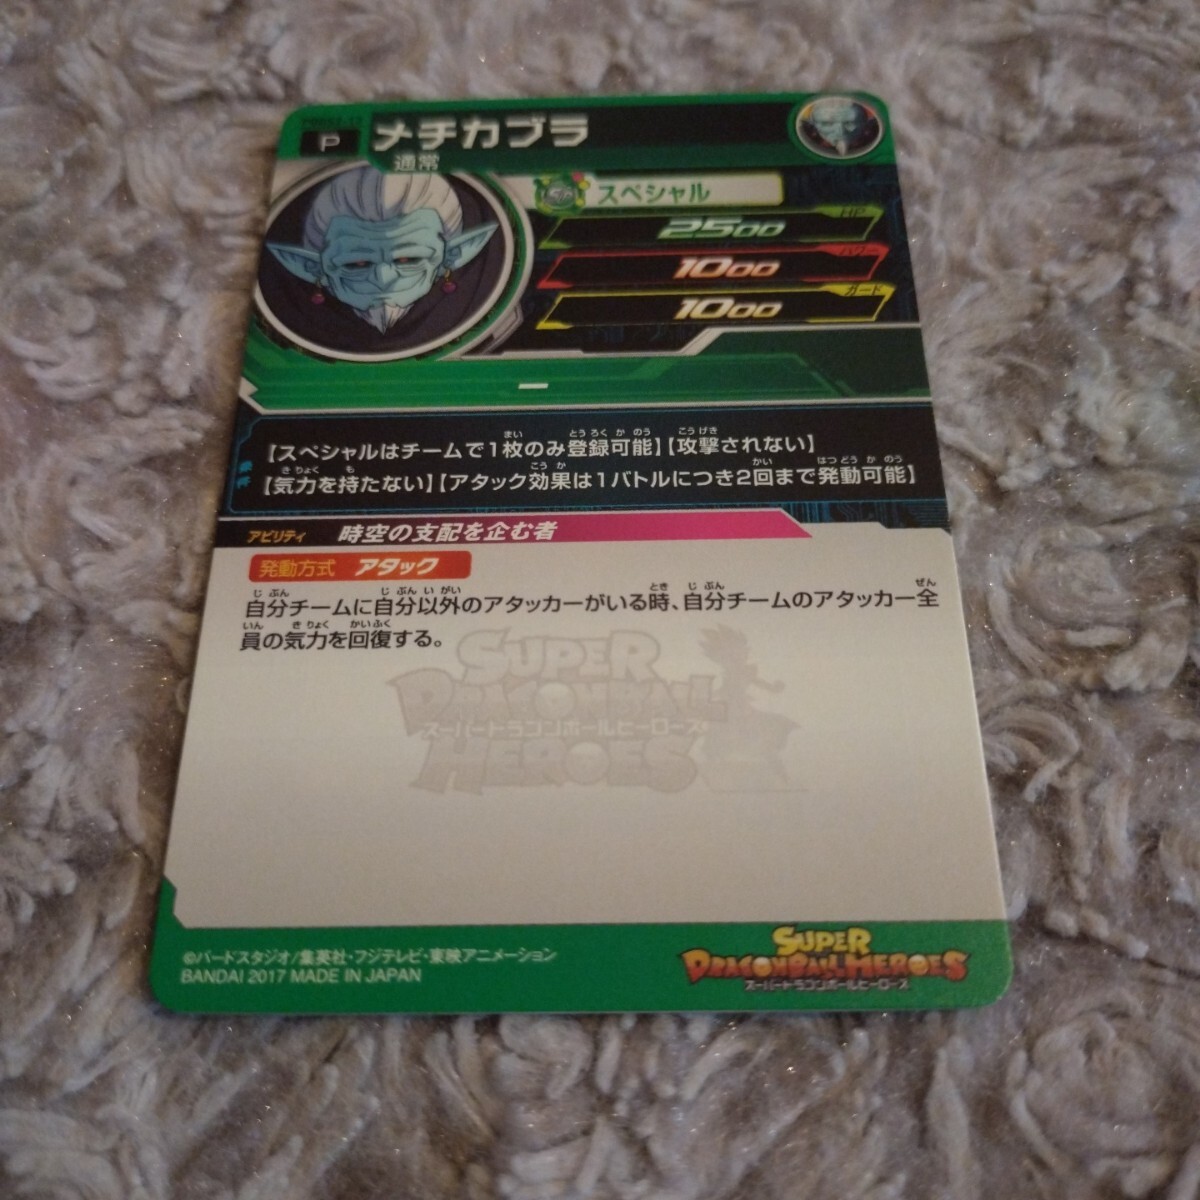 P
メチカブラ
通常
スペシャル
HP
2500
パワー
1000
ガード
1000
ー
【スペシャルはチームで1枚のみ登録可能】【攻撃されない】
【気力を持たない】【アタック効果は1バトルにつき2回まで発動可能】
アビリティ 時空の支配を企む者
発動方式 アタック
自分チームに自分以外のアタッカーがいる時、自分チームのアタッカー全
員の気力を回復する。
SUPER
DRAGONBALL
スーパードラゴンボールヒーローズ
HEROES
©バードスタジオ/集英社・フジテレビ・東映アニメーション
BANDAI 2017 MADE IN JAPAN
SUPER
DRAGONBALL HEROES
スーパードラゴンボールヒーローズ